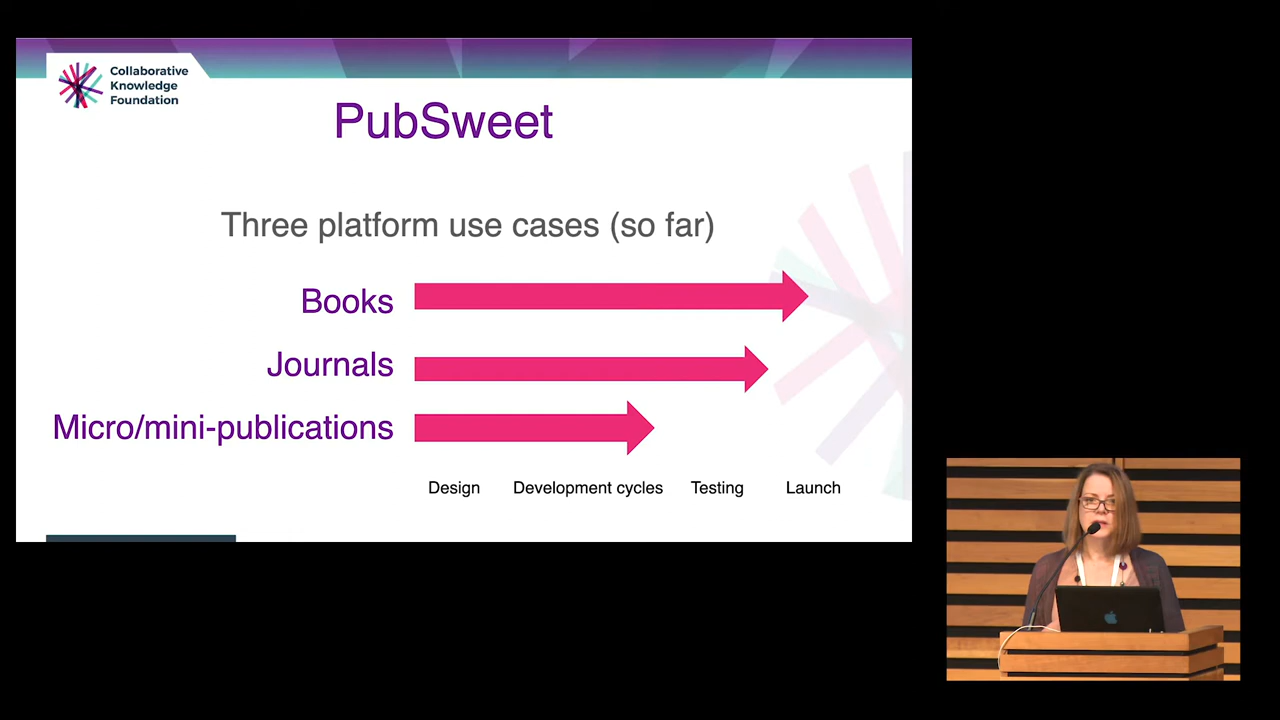 Collaborative
Knowledge
Foundation
PubSweet
Three platform use cases (so far)
Books
Journals
Micro/mini-publications
Design Development cycles Testing Launch